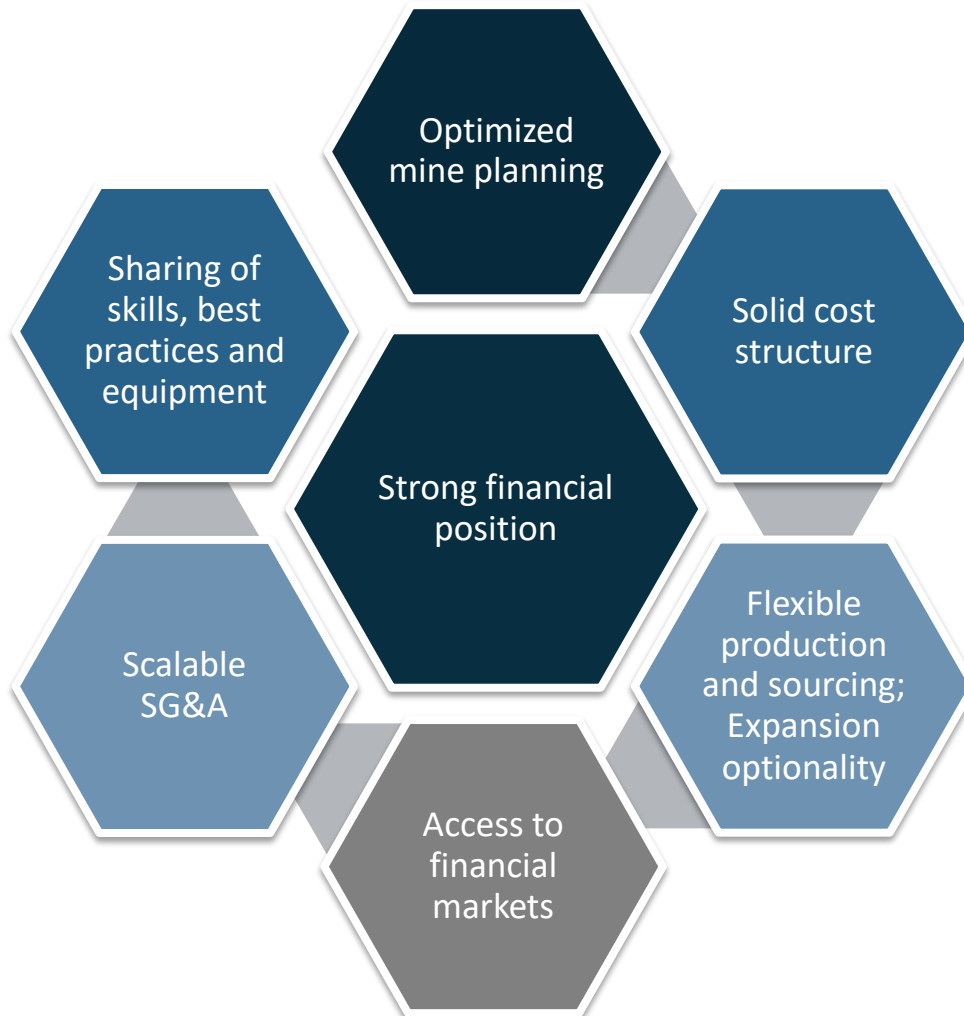 Optimized
mine planning
Sharing of
skills, best
practices and
equipment
Solid cost
structure
Strong financial
position
Scalable
SG&A
Flexible
production
and sourcing;
Expansion
optionality
Access to
financial
markets